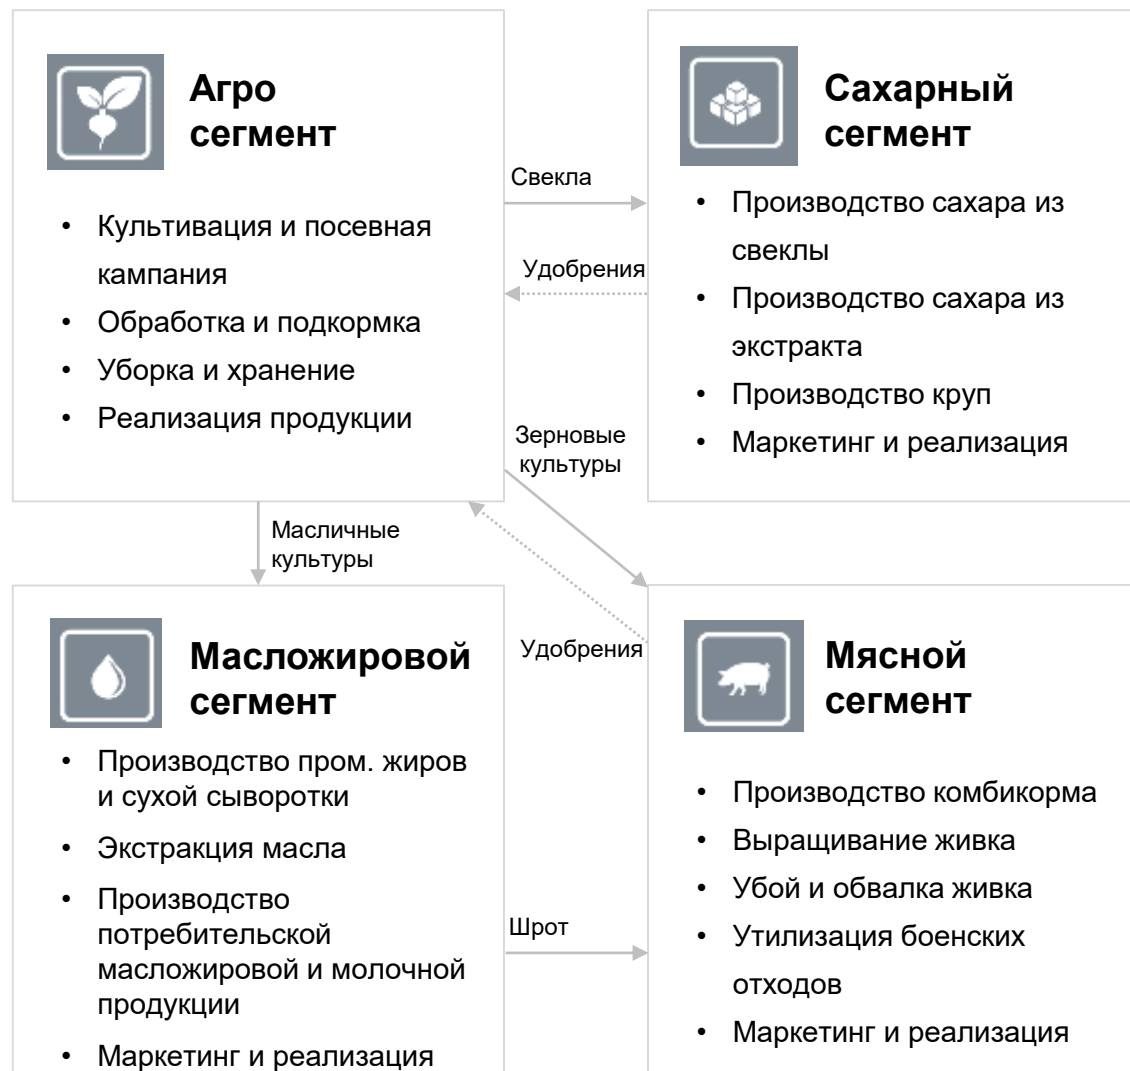 Агро
сегмент
• Культивация и посевная
кампания
• Обработка и подкормка
• Уборка и хранение
• Реализация продукции
Свекла
Удобрения
Сахарный
сегмент
• Производство сахара из
свеклы
• Производство сахара из
экстракта
• Производство круп
• Маркетинг и реализация
Зерновые
культуры
Масличные
культуры
Удобрения
Масложировой
сегмент
• Производство пром. жиров
и сухой сыворотки
• Экстракция масла
• Производство
потребительской
масложировой и молочной
продукции
• Маркетинг и реализация
Шрот
Мясной
сегмент
• Производство комбикорма
• Выращивание живка
• Убой и обвалка живка
• Утилизация боенских
отходов
• Маркетинг и реализация